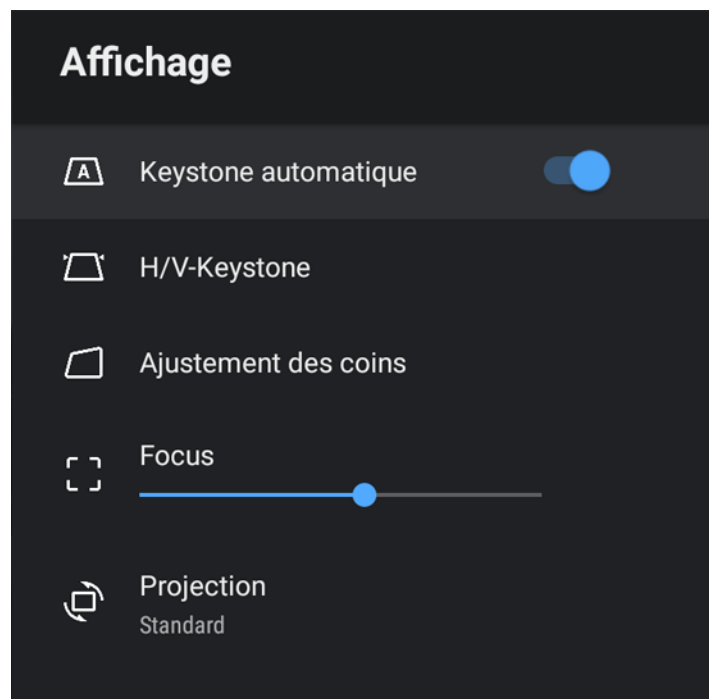 Affichage
A
Keystone automatique
H/V-Keystone
Ajustement des coins
Focus
Projection
Standard